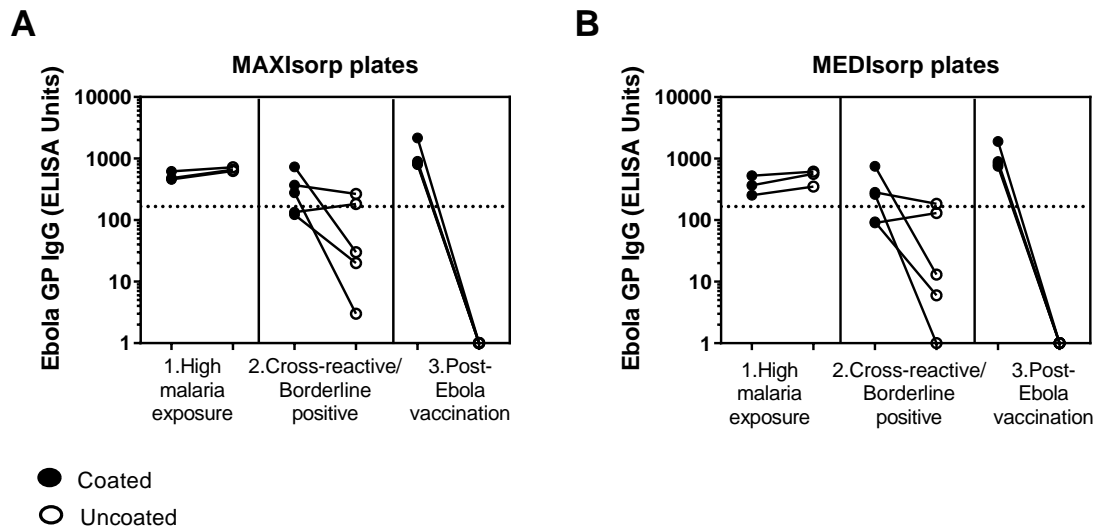 A
MAXIsorp plates
Ebola GP IgG (ELISA Units)
10000
1000
100
10
1
1.High
malaria
exposure
2.Cross-reactive/
Borderline
positive
3.Post-
Ebola
vaccination
B
MEDIsorp plates
Ebola GP IgG (ELISA Units)
10000
1000
100
10
1
1.High
malaria
exposure
2.Cross-reactive/
Borderline
positive
3.Post-
Ebola
vaccination
Coated
Uncoated